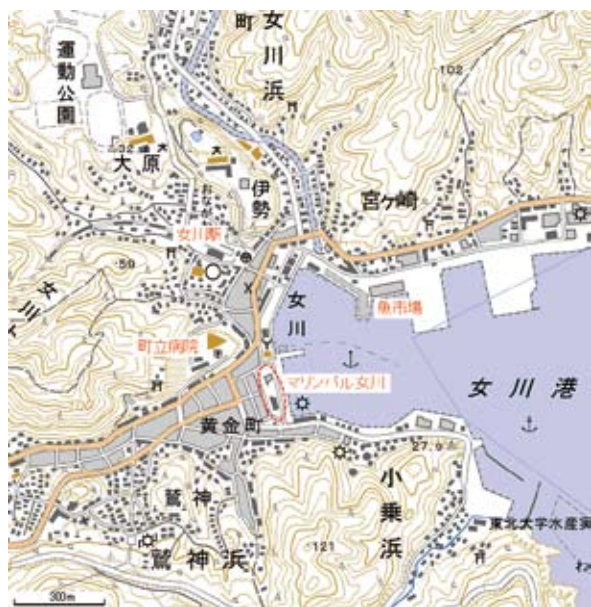 女川浜
町
運動公園
102
大原
伊勢
宮ヶ崎
女川駅
50
女川
魚市場
町立病院
マリンパル女川
女川港
黄金町
27.9
鷲神
小乗浜
121
鷲神浜
東北大学水産実
300m